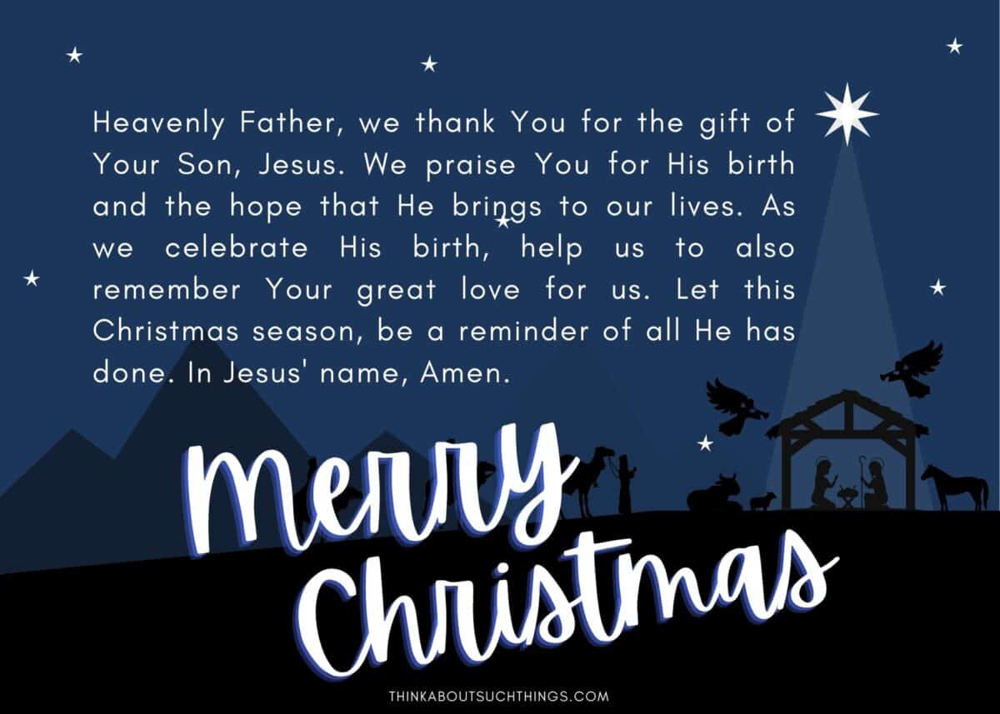 Heavenly Father, we thank You for the gift of
Your Son, Jesus. We praise You for His birth
and the hope that He brings to our lives. As
we celebrate His birth, help us to also
remember Your great love for us. Let this
Christmas season, be a reminder of all He has
done. In Jesus' name, Amen.
Merry
Christmas
THINKABOUTSUCHTHINGS.COM